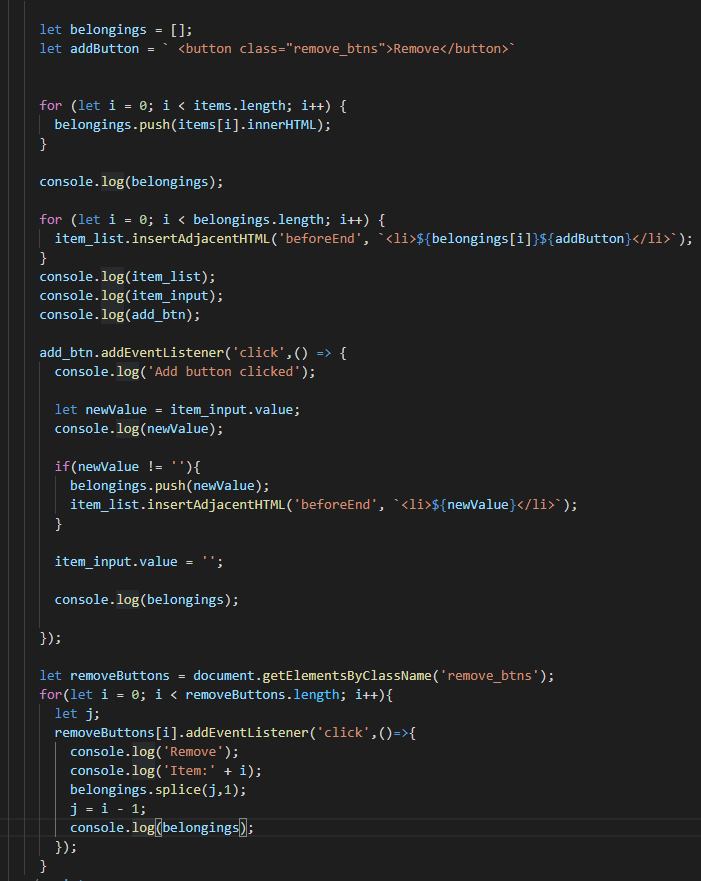 let belongings = [];
let addButton = ` <button class="remove_btns">Remove</button>`
for (let i = 0; i < items.length; i++) {
belongings.push(items[i].innerHTML);
}
console.log(belongings);
for (let i = 0; i < belongings.length; i++) {
item_list.insertAdjacentHTML('beforeEnd', `<li>${belongings[i]}${addButton}</li>`);
}
console.log(item_list);
console.log(item_input);
console.log(add_btn);
add_btn.addEventListener('click',() => {
console.log('Add button clicked');
let newValue = item_input.value;
console.log(newValue);
if(newValue != ''){
belongings.push(newValue);
item_list.insertAdjacentHTML('beforeEnd', `<li>${newValue}</li>`);
}
item_input.value = '';
console.log(belongings);
});
let removeButtons = document.getElementsByClassName('remove_btns');
for(let i = 0; i < removeButtons.length; i++){
let j;
removeButtons[i].addEventListener('click',()=>{
console.log('Remove');
console.log('Item:' + i);
belongings.splice(j,1);
j = i - 1;
console.log(belongings);
});
}